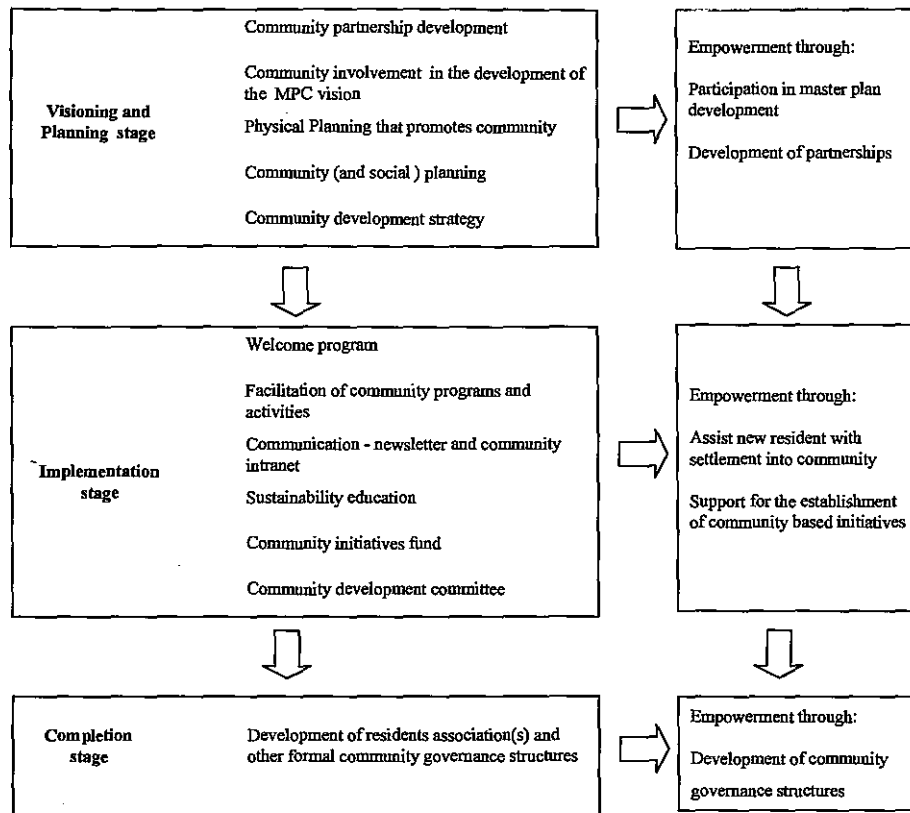 Visioning and
Planning stage
Community partnership development
Community involvement in the development of
the MPC vision
Physical Planning that promotes community
Community (and social ) planning
Community development strategy
Empowerment through:
Participation in master plan
development
Development of partnerships
Implementation
stage
Welcome program
Facilitation of community programs and
activities
Communication - newsletter and community
intranet
Sustainability education
Community initiatives fund
Community development committee
Empowerment through:
Assist new resident with
settlement into community
Support for the establishment
of community based initiatives
Completion
stage
Development of residents association(s) and
other formal community governance structures
Empowerment through:
Development of community
governance structures